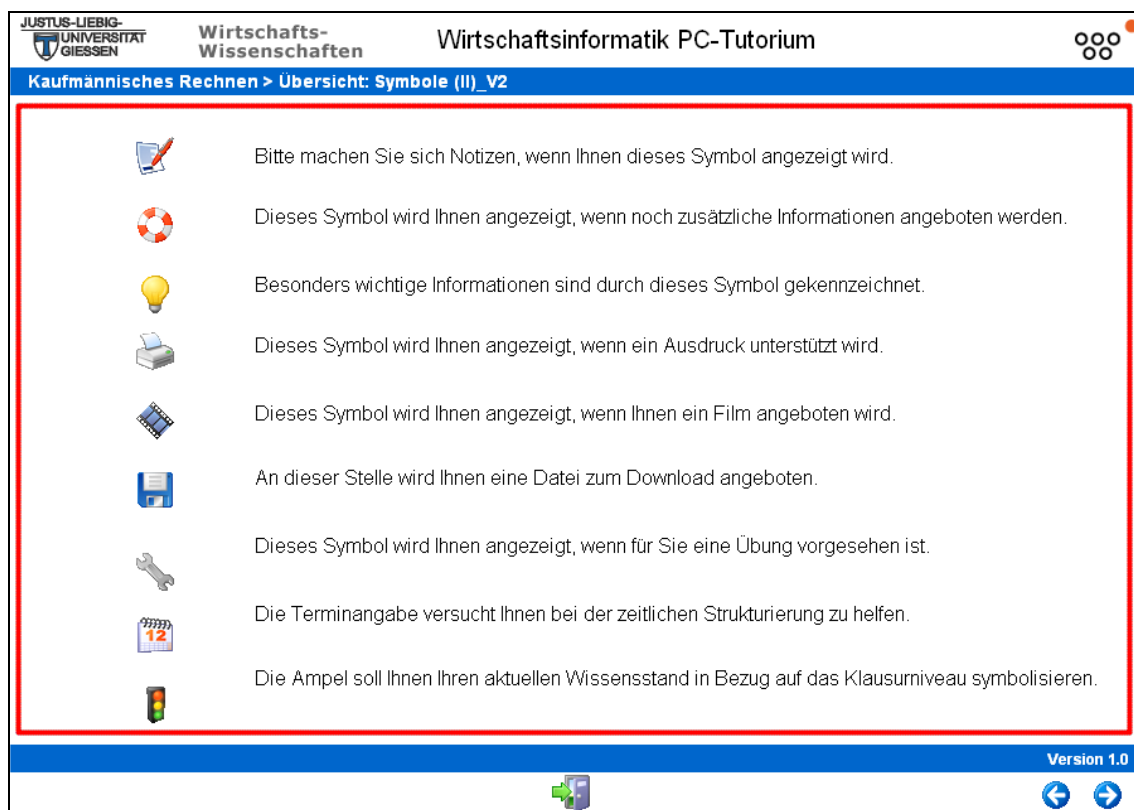 JUSTUS-LIEBIG-
UNIVERSITÄT
GIESSEN
Wirtschafts-
Wissenschaften
Wirtschaftsinformatik PC-Tutorium
Kaufmännisches Rechnen > Übersicht: Symbole (II)_V2
Bitte machen Sie sich Notizen, wenn Ihnen dieses Symbol angezeigt wird.
Dieses Symbol wird Ihnen angezeigt, wenn noch zusätzliche Informationen angeboten werden.
Besonders wichtige Informationen sind durch dieses Symbol gekennzeichnet.
Dieses Symbol wird Ihnen angezeigt, wenn ein Ausdruck unterstützt wird.
Dieses Symbol wird Ihnen angezeigt, wenn Ihnen ein Film angeboten wird.
An dieser Stelle wird Ihnen eine Datei zum Download angeboten.
Dieses Symbol wird Ihnen angezeigt, wenn für Sie eine Übung vorgesehen ist.
12
Die Terminangabe versucht Ihnen bei der zeitlichen Strukturierung zu helfen.
Die Ampel soll Ihnen Ihren aktuellen Wissensstand in Bezug auf das Klausurniveau symbolisieren.
Version 1.0